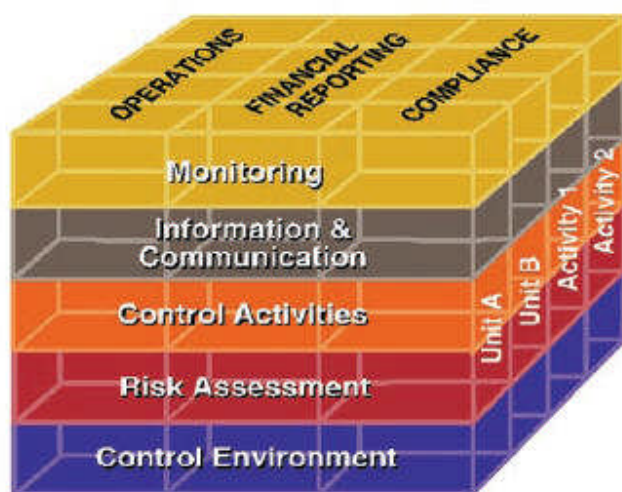 OPERATIONS
FINANCIAL
REPORTING
COMPLIANCE
Monitoring
Information &
Communication
Control Activities
Risk Assessment
Control Environment
Unit A
Unit B
Activity 1
Activity 2